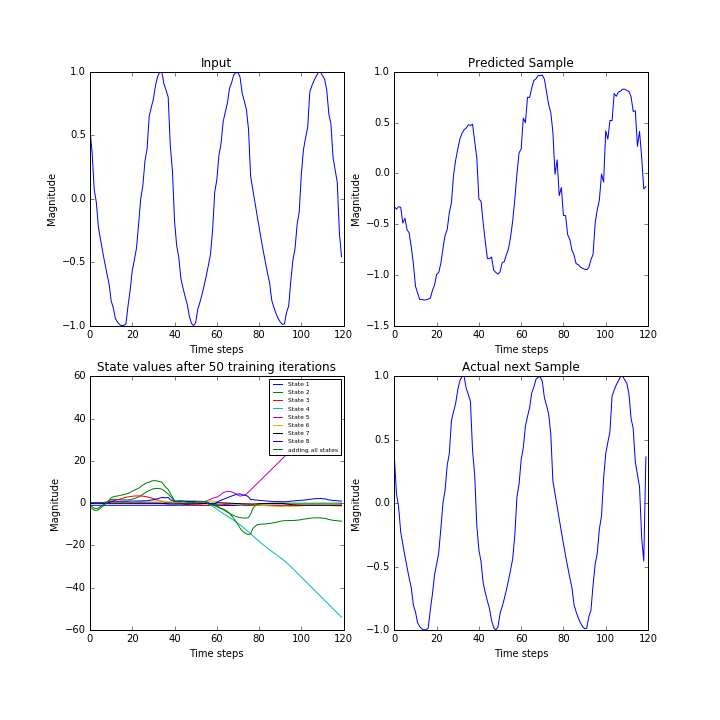 Input
1.0
0.5
0.0
−0.5
−1.0
Magnitude
0 20 40 60 80 100 120
Time steps
Predicted Sample
1.0
0.5
0.0
−0.5
−1.0
−1.5
Magnitude
0 20 40 60 80 100 120
Time steps
State values after 50 training iterations
60
40
20
0
−20
−40
−60
Magnitude
State 1
State 2
State 3
State 4
State 5
State 6
State 7
State 8
adding all states
0 20 40 60 80 100 120
Time steps
Actual next Sample
1.0
0.5
0.0
−0.5
−1.0
Magnitude
0 20 40 60 80 100 120
Time steps